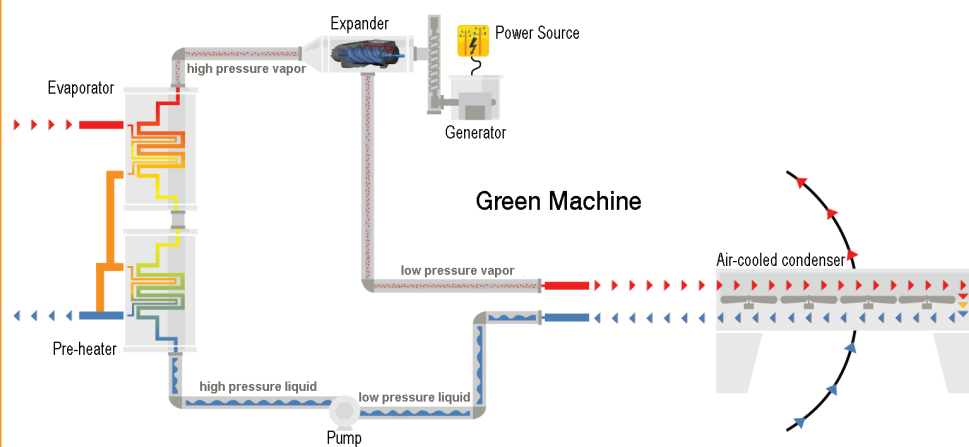 Expander
Power Source
high pressure vapor
Evaporator
Generator
Green Machine
Air-cooled condenser
low pressure vapor
Pre-heater
high pressure liquid
low pressure liquid
Pump